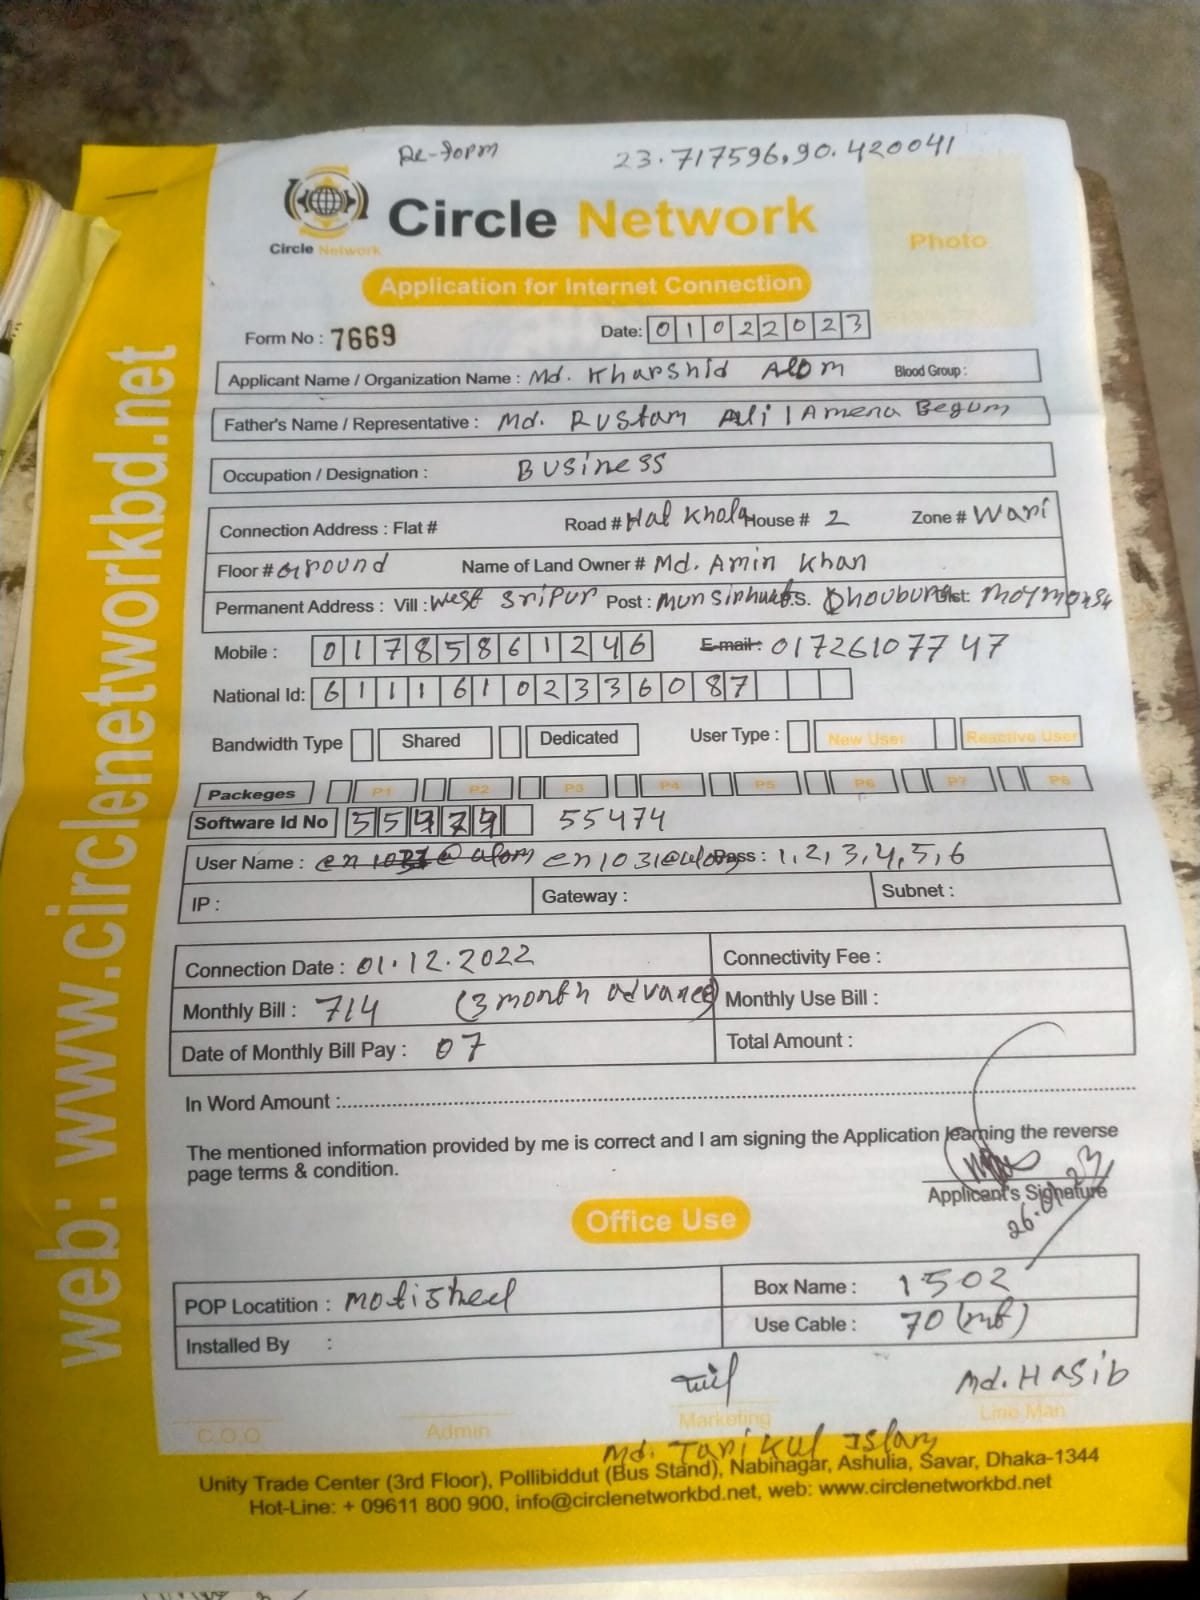 Re-form 23.717596,90.420041
Circle Network
Circle Network
Photo
Application for Internet Connection
Form No : 7669 Date: 01022023
Applicant Name / Organization Name : Md. Kharshid Alom Blood Group :
Father's Name / Representative : Md. Rustam Ali / Amena Begum
Occupation / Designation : Business
Connection Address : Flat # Road # Hat Khola House # 2 Zone # Wari
Floor # Ground Name of Land Owner # Md. Amin Khan
Permanent Address : Vill : West Sripur Post : P.S. Dist:
Mobile : 01785861246 E-mail: 01726107747
National Id: 61116102336087
Bandwidth Type Shared Dedicated User Type : New User Reactive User
Packeges P1 P2 P3 P4 P5 P6 P7 P8
Software Id No 55474 55474
User Name : en1031@alom Pass : 1,2,3,4,5,6
IP : Gateway : Subnet :
Connection Date : 01.12.2022 Connectivity Fee :
Monthly Bill : 714 (3 month advance) Monthly Use Bill :
Date of Monthly Bill Pay : 07 Total Amount :
In Word Amount :
The mentioned information provided by me is correct and I am signing the Application learning the reverse
page terms & condition.
Applicant's Signature
26.01.23
Office Use
POP Locatition : Motisheel Box Name : 1502
Installed By : Use Cable : 70 (mt)
Md. Hasib
C.O.O Admin Marketing Line Man
Md. Tarikul Islam
Unity Trade Center (3rd Floor), Pollibiddut (Bus Stand), Nabinagar, Ashulia, Savar, Dhaka-1344
Hot-Line: + 09611 800 900, info@circlenetworkbd.net, web: www.circlenetworkbd.net
web: www.circlenetworkbd.net